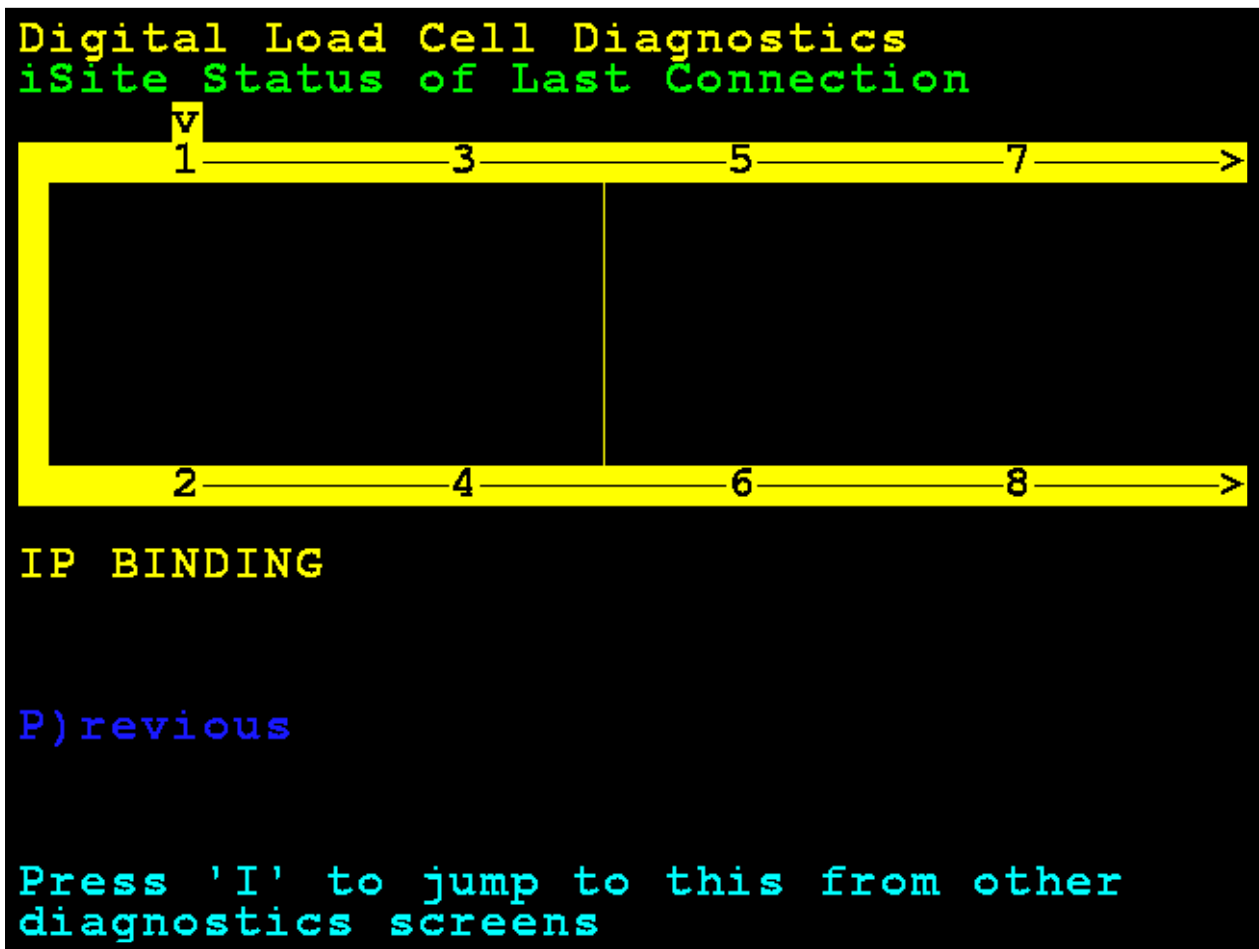 Digital Load Cell Diagnostics
iSite Status of Last Connection
v
1 3 5 7 >
2 4 6 8 >
IP BINDING
P)revious
Press 'I' to jump to this from other
diagnostics screens